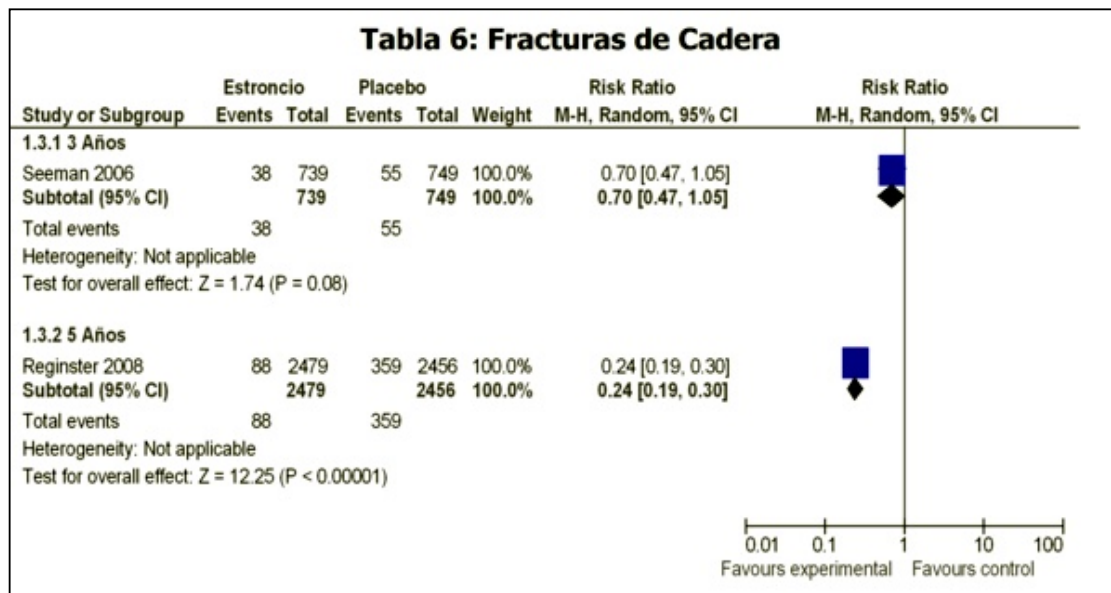 Tabla 6: Fracturas de Cadera
Estroncio Placebo Risk Ratio Risk Ratio
Study or Subgroup Events Total Events Total Weight M-H, Random, 95% CI M-H, Random, 95% CI
1.3.1 3 Años
Seeman 2006 38 739 55 749 100.0% 0.70 [0.47, 1.05]
Subtotal (95% CI) 739 749 100.0% 0.70 [0.47, 1.05]
Total events 38 55
Heterogeneity: Not applicable
Test for overall effect: Z = 1.74 (P = 0.08)
1.3.2 5 Años
Reginster 2008 88 2479 359 2456 100.0% 0.24 [0.19, 0.30]
Subtotal (95% CI) 2479 2456 100.0% 0.24 [0.19, 0.30]
Total events 88 359
Heterogeneity: Not applicable
Test for overall effect: Z = 12.25 (P < 0.00001)
0.01 0.1 1 10 100
Favours experimental Favours control